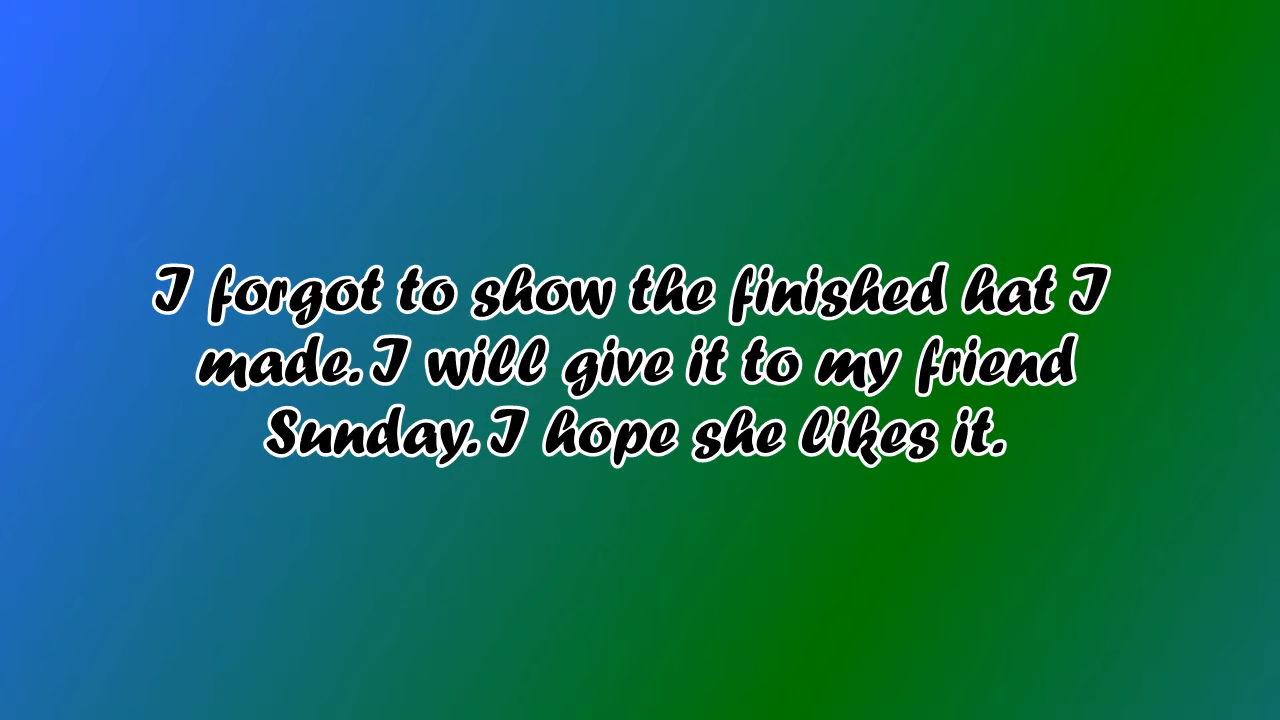 I forgot to show the finished hat I
made. I will give it to my friend
Sunday. I hope she likes it.